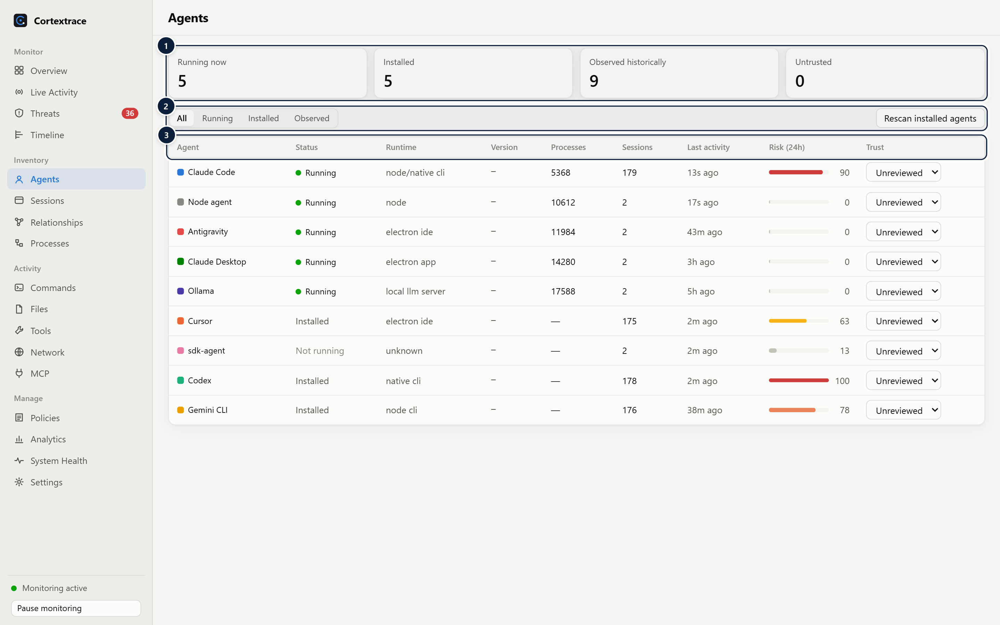 Cortextrace
Monitor
Overview
Live Activity
Threats 36
Timeline
Inventory
Agents
Sessions
Relationships
Processes
Activity
Commands
Files
Tools
Network
MCP
Manage
Policies
Analytics
System Health
Settings
Monitoring active
Pause monitoring
Agents
1
Running now
5
Installed
5
Observed historically
9
Untrusted
0
2
All Running Installed Observed Rescan installed agents
3
Agent Status Runtime Version Processes Sessions Last activity Risk (24h) Trust
Claude Code Running node/native cli – 5368 179 13s ago 90 Unreviewed
Node agent Running node – 10612 2 17s ago 0 Unreviewed
Antigravity Running electron ide – 11984 2 43m ago 0 Unreviewed
Claude Desktop Running electron app – 14280 2 3h ago 0 Unreviewed
Ollama Running local llm server – 17588 2 5h ago 0 Unreviewed
Cursor Installed electron ide – — 175 2m ago 63 Unreviewed
sdk-agent Not running unknown – — 2 2m ago 13 Unreviewed
Codex Installed native cli – — 178 2m ago 100 Unreviewed
Gemini CLI Installed node cli – — 176 38m ago 78 Unreviewed